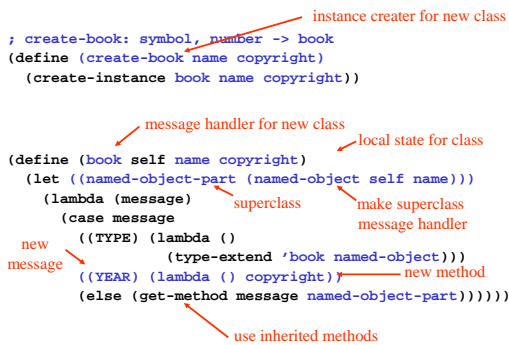 instance creater for new class
; create-book: symbol, number -> book
(define (create-book name copyright)
(create-instance book name copyright))
message handler for new class
local state for class
(define (book self name copyright)
(let ((named-object-part (named-object self name)))
(lambda (message)
superclass
make superclass
message handler
(case message
((TYPE) (lambda ()
(type-extend 'book named-object)))
new
message
((YEAR) (lambda () copyright))
new method
(else (get-method message named-object-part))))))
use inherited methods